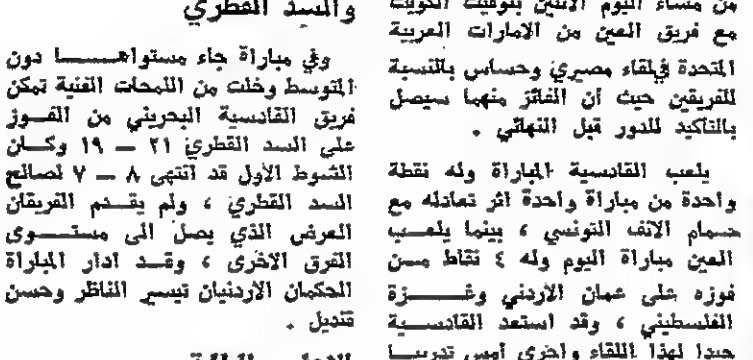 من مساء اليوم الاثنين بتوقيت الكويت
مع فريق العين من الامارات العربية
المتحدة في لقاء مصيري وحساس بالنسبة
للفريقين حيث أن الفائز منهما سيصل
بالتأكيد للدور قبل النهائي .
يلعب القادسية المباراة وله نقطة
واحدة من مباراة واحدة اثر تعادله مع
حمام الانف التونسي ، بينما يلعب
العين مباراة اليوم وله ٤ نقاط من
فوزه على عمان الاردني وغزة
الفلسطيني ، وقد استعد القادسية
جيدا لهذا اللقاء واجرى أمس تدريبا
والسد القطري
وفي مباراة جاء مستواها دون
المتوسط وخلت من اللمحات الفنية تمكن
فريق القادسية البحريني من الفوز
على السد القطري ٢١ — ١٩ وكان
الشوط الأول قد انتهى ٨ — ٧ لصالح
السد القطري ، ولم يقدم الفريقان
العرض الذي يصل الى مستوى
الفرق الاخرى ، وقد ادار المباراة
الحكمان الاردنيان تيسير الناظر وحسن
قنديل .